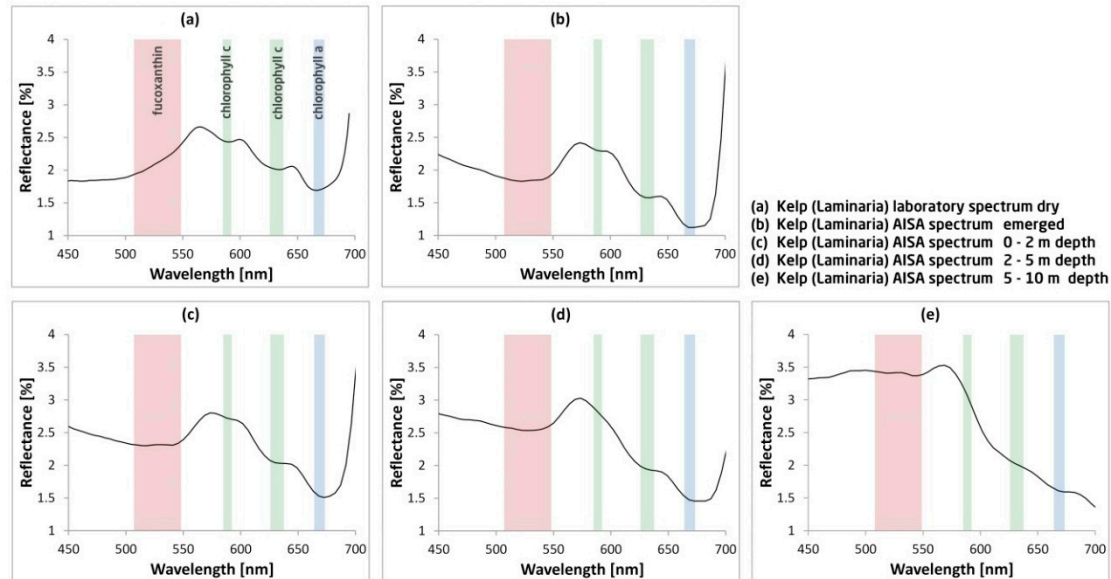 (a)
4
3.5
3
2.5
2
1.5
1
Reflectance [%]
fucoxanthin
chlorophyll c
chlorophyll c
chlorophyll a
450 500 550 600 650 700
Wavelength [nm]
(b)
4
3.5
3
2.5
2
1.5
1
Reflectance [%]
450 500 550 600 650 700
Wavelength [nm]
(a) Kelp (Laminaria) laboratory spectrum dry
(b) Kelp (Laminaria) AISA spectrum emerged
(c) Kelp (Laminaria) AISA spectrum 0 - 2 m depth
(d) Kelp (Laminaria) AISA spectrum 2 - 5 m depth
(e) Kelp (Laminaria) AISA spectrum 5 - 10 m depth
(c)
4
3.5
3
2.5
2
1.5
1
Reflectance [%]
450 500 550 600 650 700
Wavelength [nm]
(d)
4
3.5
3
2.5
2
1.5
1
Reflectance [%]
450 500 550 600 650 700
Wavelength [nm]
(e)
4
3.5
3
2.5
2
1.5
1
Reflectance [%]
450 500 550 600 650 700
Wavelength [nm]